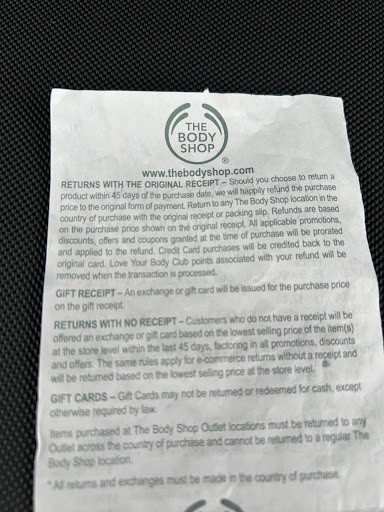 THE
BODY
SHOP
®
www.thebodyshop.com
RETURNS WITH THE ORIGINAL RECEIPT – Should you choose to return a
product within 45 days of the purchase date, we will happily refund the purchase
price to the original form of payment. Return to any The Body Shop location in the
country of purchase with the original receipt or packing slip. Refunds are based
on the purchase price shown on the original receipt. All applicable promotions,
discounts, offers and coupons granted at the time of purchase will be prorated
and applied to the refund. Credit Card purchases will be credited back to the
original card. Love Your Body Club points associated with your refund will be
removed when the transaction is processed.
GIFT RECEIPT – An exchange or gift card will be issued for the purchase price
on the gift receipt.
RETURNS WITH NO RECEIPT – Customers who do not have a receipt will be
offered an exchange or gift card based on the lowest selling price of the item(s)
at the store level within the last 45 days, factoring in all promotions, discounts
and offers. The same rules apply for e-commerce returns without a receipt and
will be returned based on the lowest selling price at the store level.
GIFT CARDS – Gift Cards may not be returned or redeemed for cash, except
otherwise required by law.
Items purchased at The Body Shop Outlet locations must be returned to any
Outlet across the country of purchase and cannot be returned to a regular The
Body Shop location.
*All returns and exchanges must be made in the country of purchase.